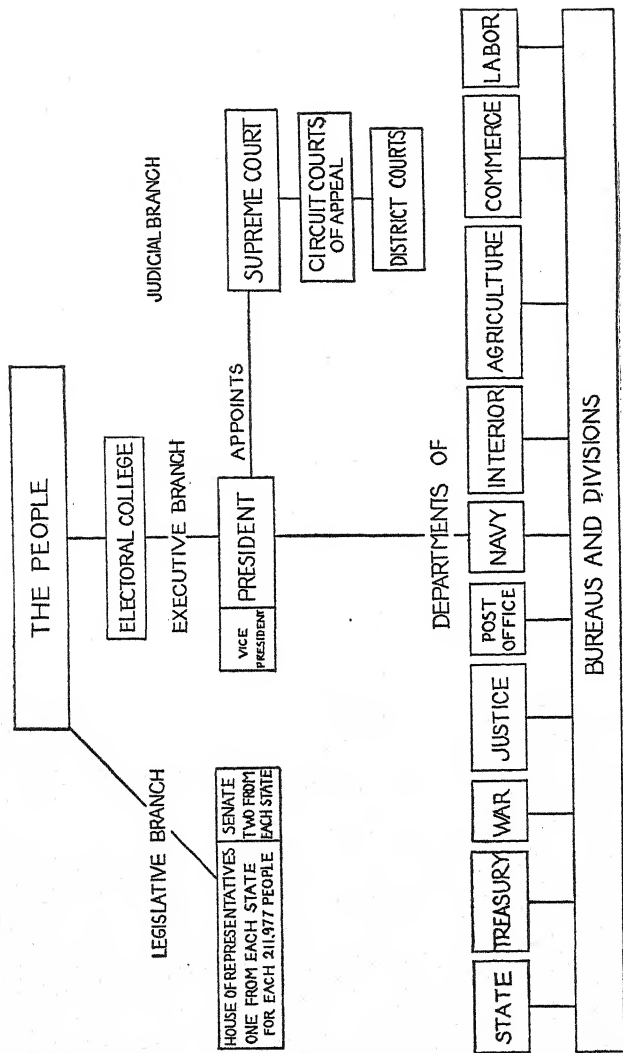 THE PEOPLE
ELECTORAL COLLEGE
LEGISLATIVE BRANCH
EXECUTIVE BRANCH
JUDICIAL BRANCH
HOUSE OF REPRESENTATIVES
ONE FROM EACH STATE
FOR EACH 211,977 PEOPLE
SENATE
TWO FROM
EACH STATE
VICE
PRESIDENT
PRESIDENT
APPOINTS
SUPREME COURT
CIRCUIT COURTS
OF APPEAL
DISTRICT COURTS
DEPARTMENTS OF
STATE
TREASURY
WAR
JUSTICE
POST
OFFICE
NAVY
INTERIOR
AGRICULTURE
COMMERCE
LABOR
BUREAUS AND DIVISIONS